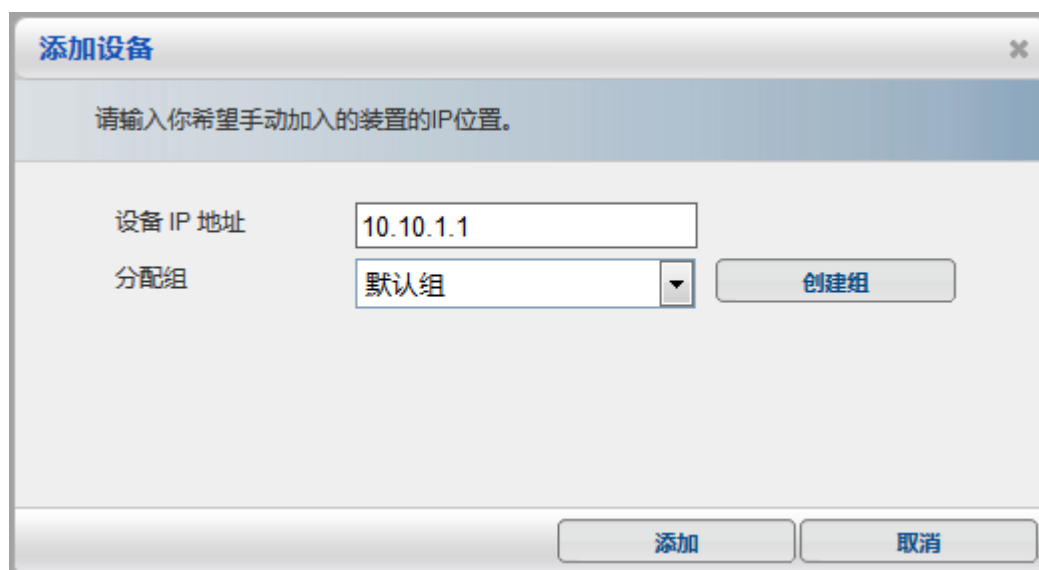 添加设备
请输入你希望手动加入的装置的IP位置。
设备 IP 地址 10.10.1.1
分配组 默认组 创建组
添加 取消